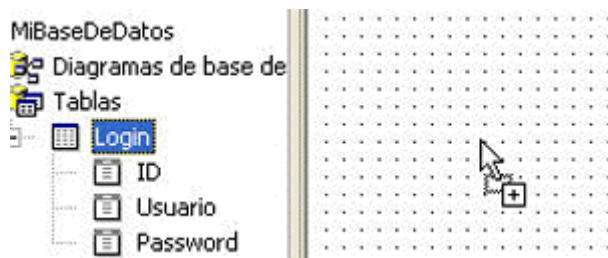 MiBaseDeDatos
Diagramas de base de
Tablas
Login
ID
Usuario
Password